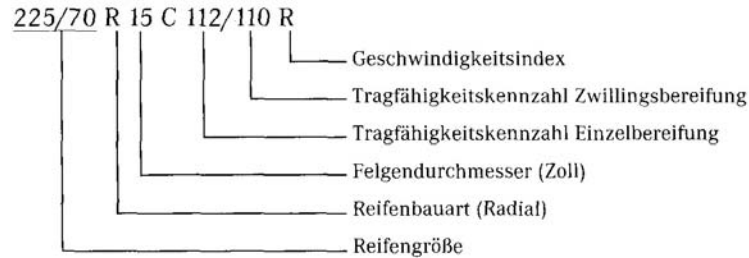 225/70 R 15 C 112/110 R
Geschwindigkeitsindex
Tragfähigkeitskennzahl Zwillingsbereifung
Tragfähigkeitskennzahl Einzelbereifung
Felgendurchmesser (Zoll)
Reifenbauart (Radial)
Reifengröße